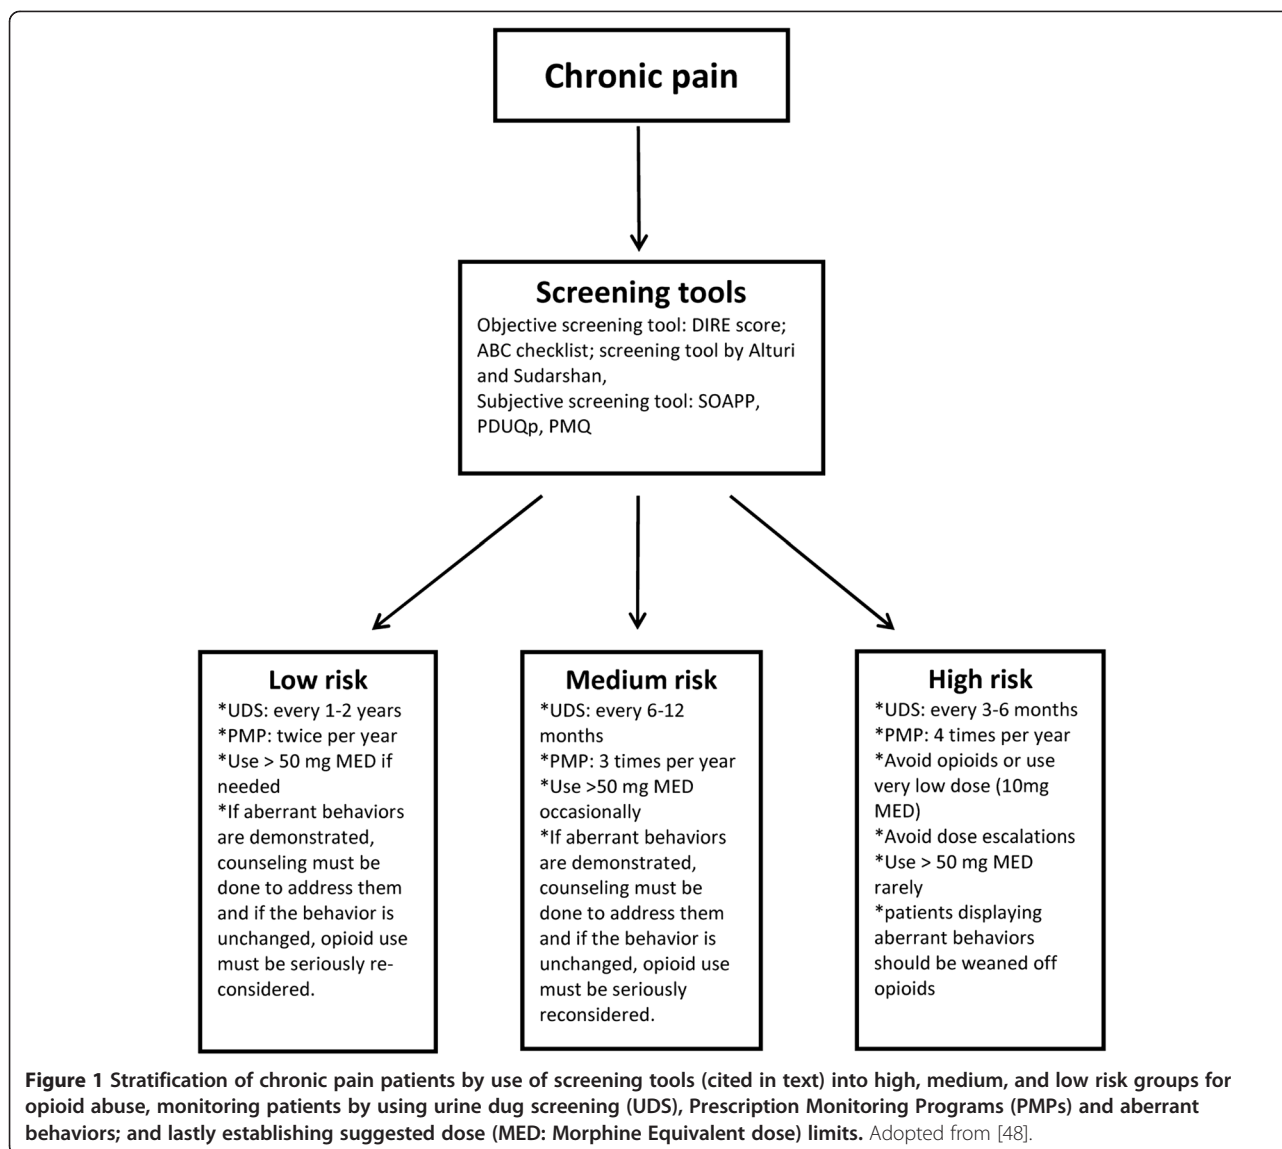 Chronic pain
Screening tools
Objective screening tool: DIRE score;
ABC checklist; screening tool by Alturi
and Sudarshan,
Subjective screening tool: SOAPP,
PDUQp, PMQ
Low risk
*UDS: every 1-2 years
*PMP: twice per year
*Use > 50 mg MED if
needed
*If aberrant behaviors
are demonstrated,
counseling must be
done to address them
and if the behavior is
unchanged, opioid use
must be seriously re-
considered.
Medium risk
*UDS: every 6-12
months
*PMP: 3 times per year
*Use >50 mg MED
occasionally
*If aberrant behaviors
are demonstrated,
counseling must be
done to address them
and if the behavior is
unchanged, opioid use
must be seriously
reconsidered.
High risk
*UDS: every 3-6 months
*PMP: 4 times per year
*Avoid opioids or use
very low dose (10mg
MED)
*Avoid dose escalations
*Use > 50 mg MED
rarely
*patients displaying
aberrant behaviors
should be weaned off
opioids
Figure 1 Stratification of chronic pain patients by use of screening tools (cited in text) into high, medium, and low risk groups for
opioid abuse, monitoring patients by using urine dug screening (UDS), Prescription Monitoring Programs (PMPs) and aberrant
behaviors; and lastly establishing suggested dose (MED: Morphine Equivalent dose) limits. Adopted from [48].